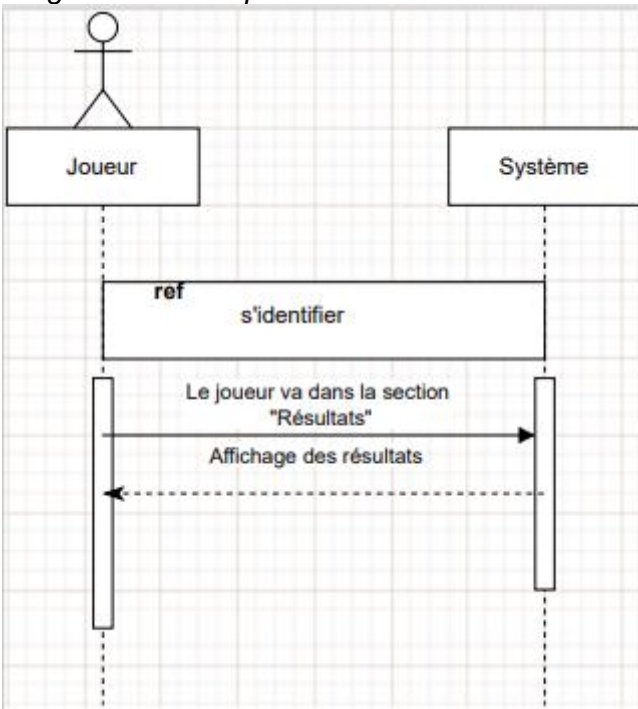 Joueur
Système
ref
s'identifier
Le joueur va dans la section
"Résultats"
Affichage des résultats